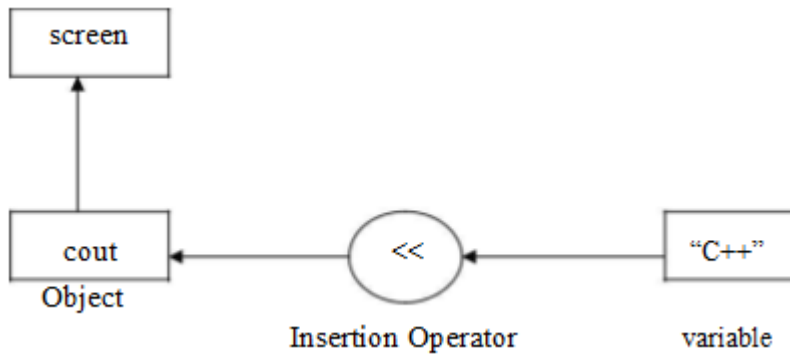 screen
cout
<<
“C++”
Object
Insertion Operator
variable